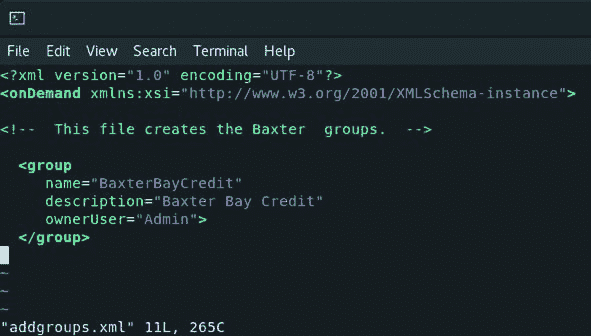 File Edit View Search Terminal Help
<?xml version="1.0" encoding="UTF-8"?>
<onDemand xmlns:xsi="http://www.w3.org/2001/XMLSchema-instance">
<!--  This file creates the Baxter  groups.  -->
  <group
     name="BaxterBayCredit"
     description="Baxter Bay Credit"
     ownerUser="Admin">
  </group>
~
~
~
"addgroups.xml" 11L, 265C